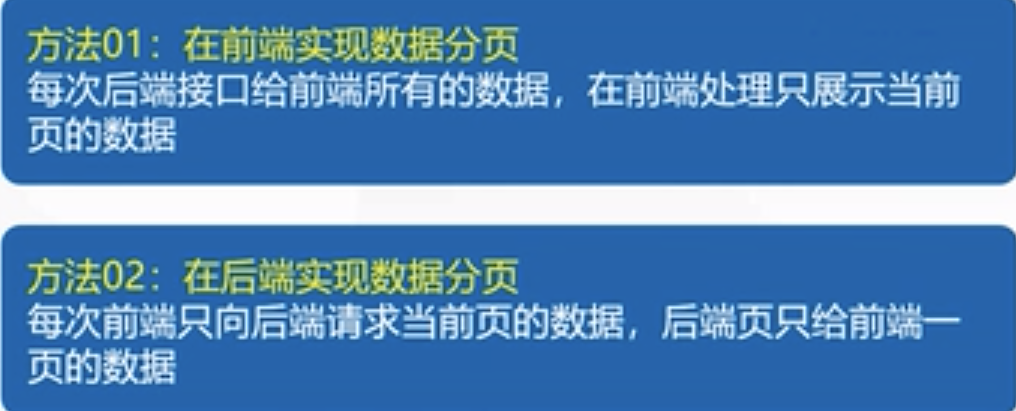 方法01：在前端实现数据分页
每次后端接口给前端所有的数据，在前端处理只展示当前
页的数据
方法02：在后端实现数据分页
每次前端只向后端请求当前页的数据，后端页只给前端一
页的数据